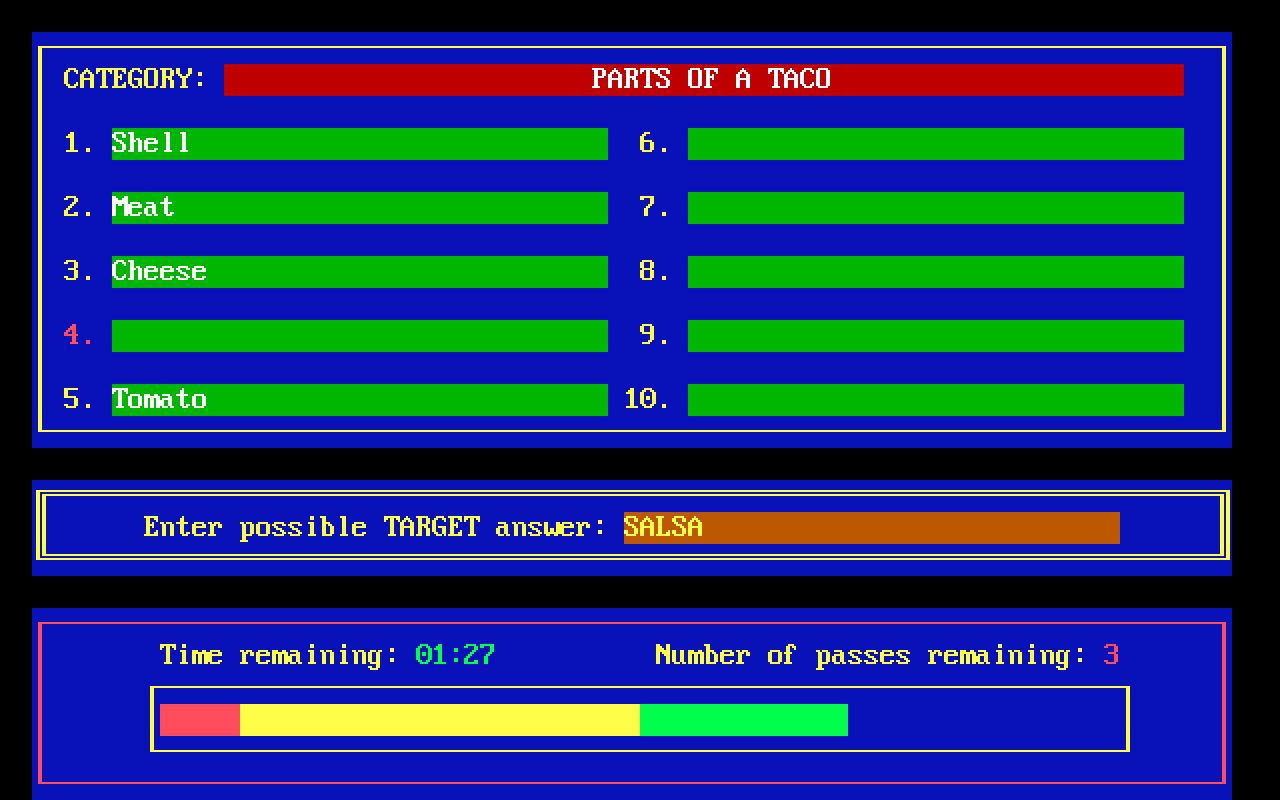 CATEGORY: PARTS OF A TACO
1. Shell 6.
2. Meat 7.
3. Cheese 8.
4. 9.
5. Tomato 10.
Enter possible TARGET answer: SALSA
Time remaining: 01:27 Number of passes remaining: 3